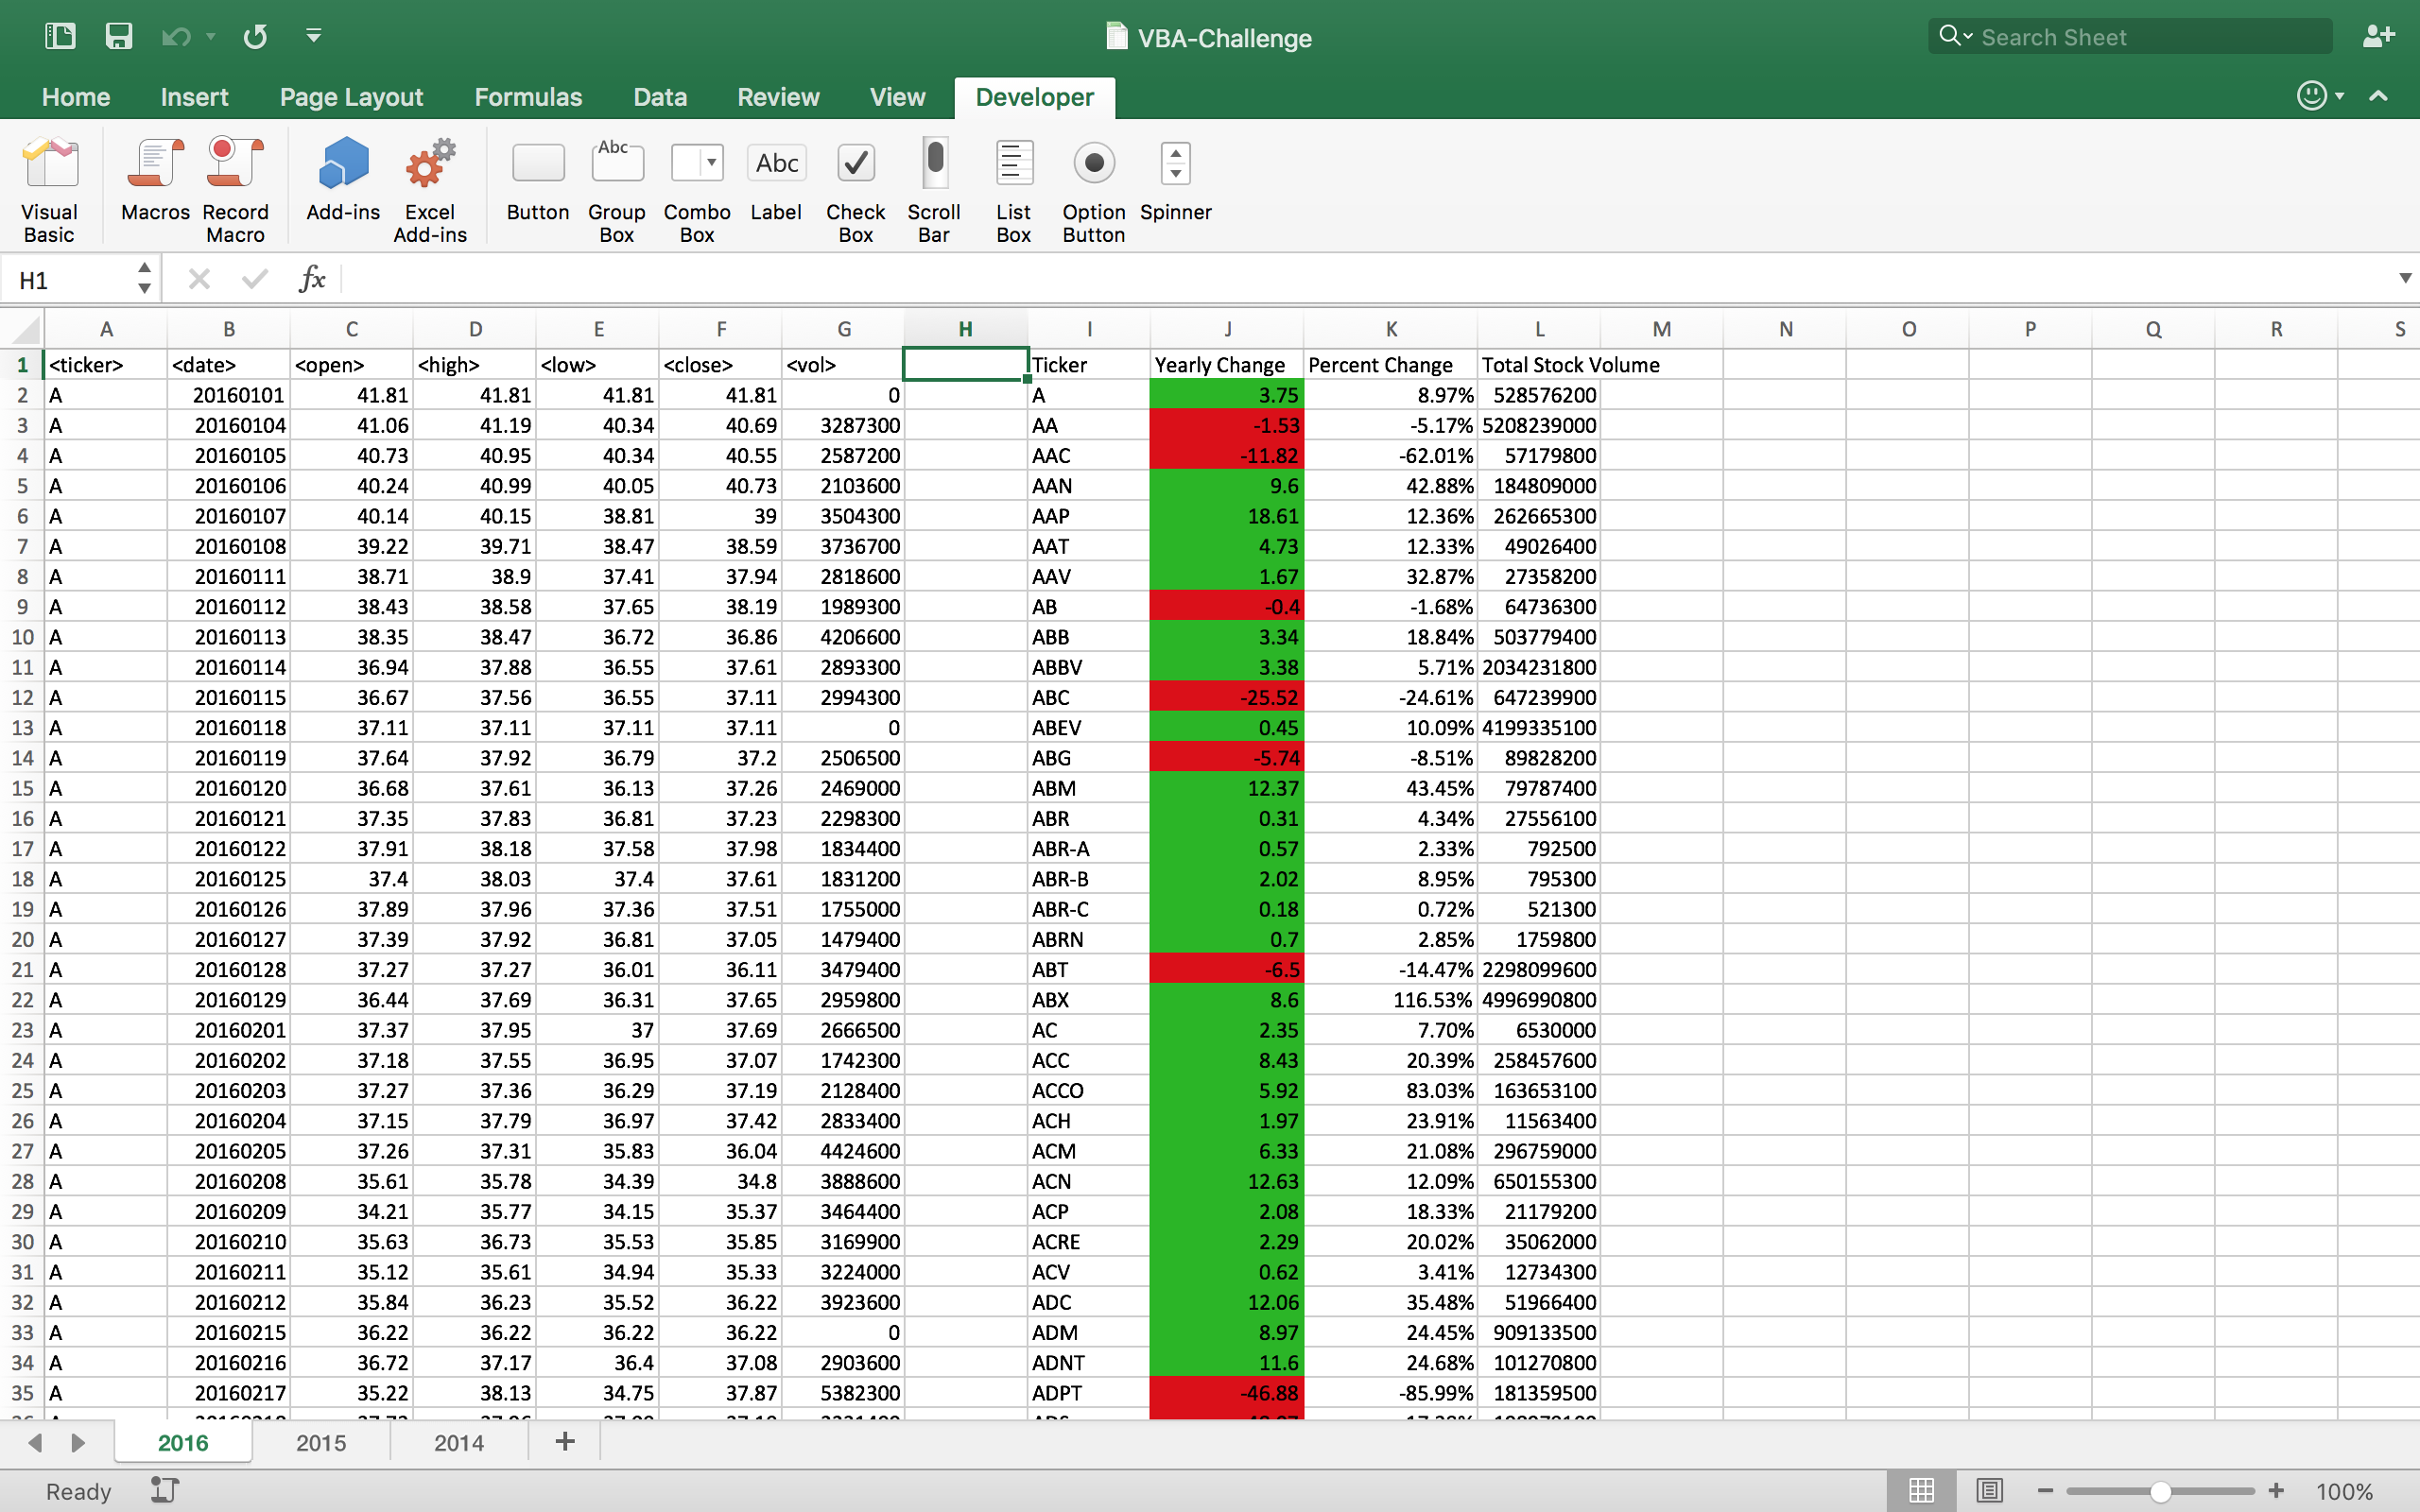 VBA-Challenge
Search Sheet
Home Insert Page Layout Formulas Data Review View Developer
Visual Basic Macros Record Macro Add-ins Excel Add-ins Button Group Box Combo Box Label Check Box Scroll Bar List Box Option Button Spinner
Abc Abc
H1 fx
A B C D E F G H I J K L M N O P Q R S
1 <ticker> <date> <open> <high> <low> <close> <vol> Ticker Yearly Change Percent Change Total Stock Volume
2 A 20160101 41.81 41.81 41.81 41.81 0 A 3.75 8.97% 528576200
3 A 20160104 41.06 41.19 40.34 40.69 3287300 AA -1.53 -5.17% 5208239000
4 A 20160105 40.73 40.95 40.34 40.55 2587200 AAC -11.82 -62.01% 57179800
5 A 20160106 40.24 40.99 40.05 40.73 2103600 AAN 9.6 42.88% 184809000
6 A 20160107 40.14 40.15 38.81 39 3504300 AAP 18.61 12.36% 262665300
7 A 20160108 39.22 39.71 38.47 38.59 3736700 AAT 4.73 12.33% 49026400
8 A 20160111 38.71 38.9 37.41 37.94 2818600 AAV 1.67 32.87% 27358200
9 A 20160112 38.43 38.58 37.65 38.19 1989300 AB -0.4 -1.68% 64736300
10 A 20160113 38.35 38.47 36.72 36.86 4206600 ABB 3.34 18.84% 503779400
11 A 20160114 36.94 37.88 36.55 37.61 2893300 ABBV 3.38 5.71% 2034231800
12 A 20160115 36.67 37.56 36.55 37.11 2994300 ABC -25.52 -24.61% 647239900
13 A 20160118 37.11 37.11 37.11 37.11 0 ABEV 0.45 10.09% 4199335100
14 A 20160119 37.64 37.92 36.79 37.2 2506500 ABG -5.74 -8.51% 89828200
15 A 20160120 36.68 37.61 36.13 37.26 2469000 ABM 12.37 43.45% 79787400
16 A 20160121 37.35 37.83 36.81 37.23 2298300 ABR 0.31 4.34% 27556100
17 A 20160122 37.91 38.18 37.58 37.98 1834400 ABR-A 0.57 2.33% 792500
18 A 20160125 37.4 38.03 37.4 37.61 1831200 ABR-B 2.02 8.95% 795300
19 A 20160126 37.89 37.96 37.36 37.51 1755000 ABR-C 0.18 0.72% 521300
20 A 20160127 37.39 37.92 36.81 37.05 1479400 ABRN 0.7 2.85% 1759800
21 A 20160128 37.27 37.27 36.01 36.11 3479400 ABT -6.5 -14.47% 2298099600
22 A 20160129 36.44 37.69 36.31 37.65 2959800 ABX 8.6 116.53% 4996990800
23 A 20160201 37.37 37.95 37 37.69 2666500 AC 2.35 7.70% 6530000
24 A 20160202 37.18 37.55 36.95 37.07 1742300 ACC 8.43 20.39% 258457600
25 A 20160203 37.27 37.36 36.29 37.19 2128400 ACCO 5.92 83.03% 163653100
26 A 20160204 37.15 37.79 36.97 37.42 2833400 ACH 1.97 23.91% 11563400
27 A 20160205 37.26 37.31 35.83 36.04 4424600 ACM 6.33 21.08% 296759000
28 A 20160208 35.61 35.78 34.39 34.8 3888600 ACN 12.63 12.09% 650155300
29 A 20160209 34.21 35.77 34.15 35.37 3464400 ACP 2.08 18.33% 21179200
30 A 20160210 35.63 36.73 35.53 35.85 3169900 ACRE 2.29 20.02% 35062000
31 A 20160211 35.12 35.61 34.94 35.33 3224000 ACV 0.62 3.41% 12734300
32 A 20160212 35.84 36.23 35.52 36.22 3923600 ADC 12.06 35.48% 51966400
33 A 20160215 36.22 36.22 36.22 36.22 0 ADM 8.97 24.45% 909133500
34 A 20160216 36.72 37.17 36.4 37.08 2903600 ADNT 11.6 24.68% 101270800
35 A 20160217 35.22 38.13 34.75 37.87 5382300 ADPT -46.88 -85.99% 181359500
2016 2015 2014
Ready 100%